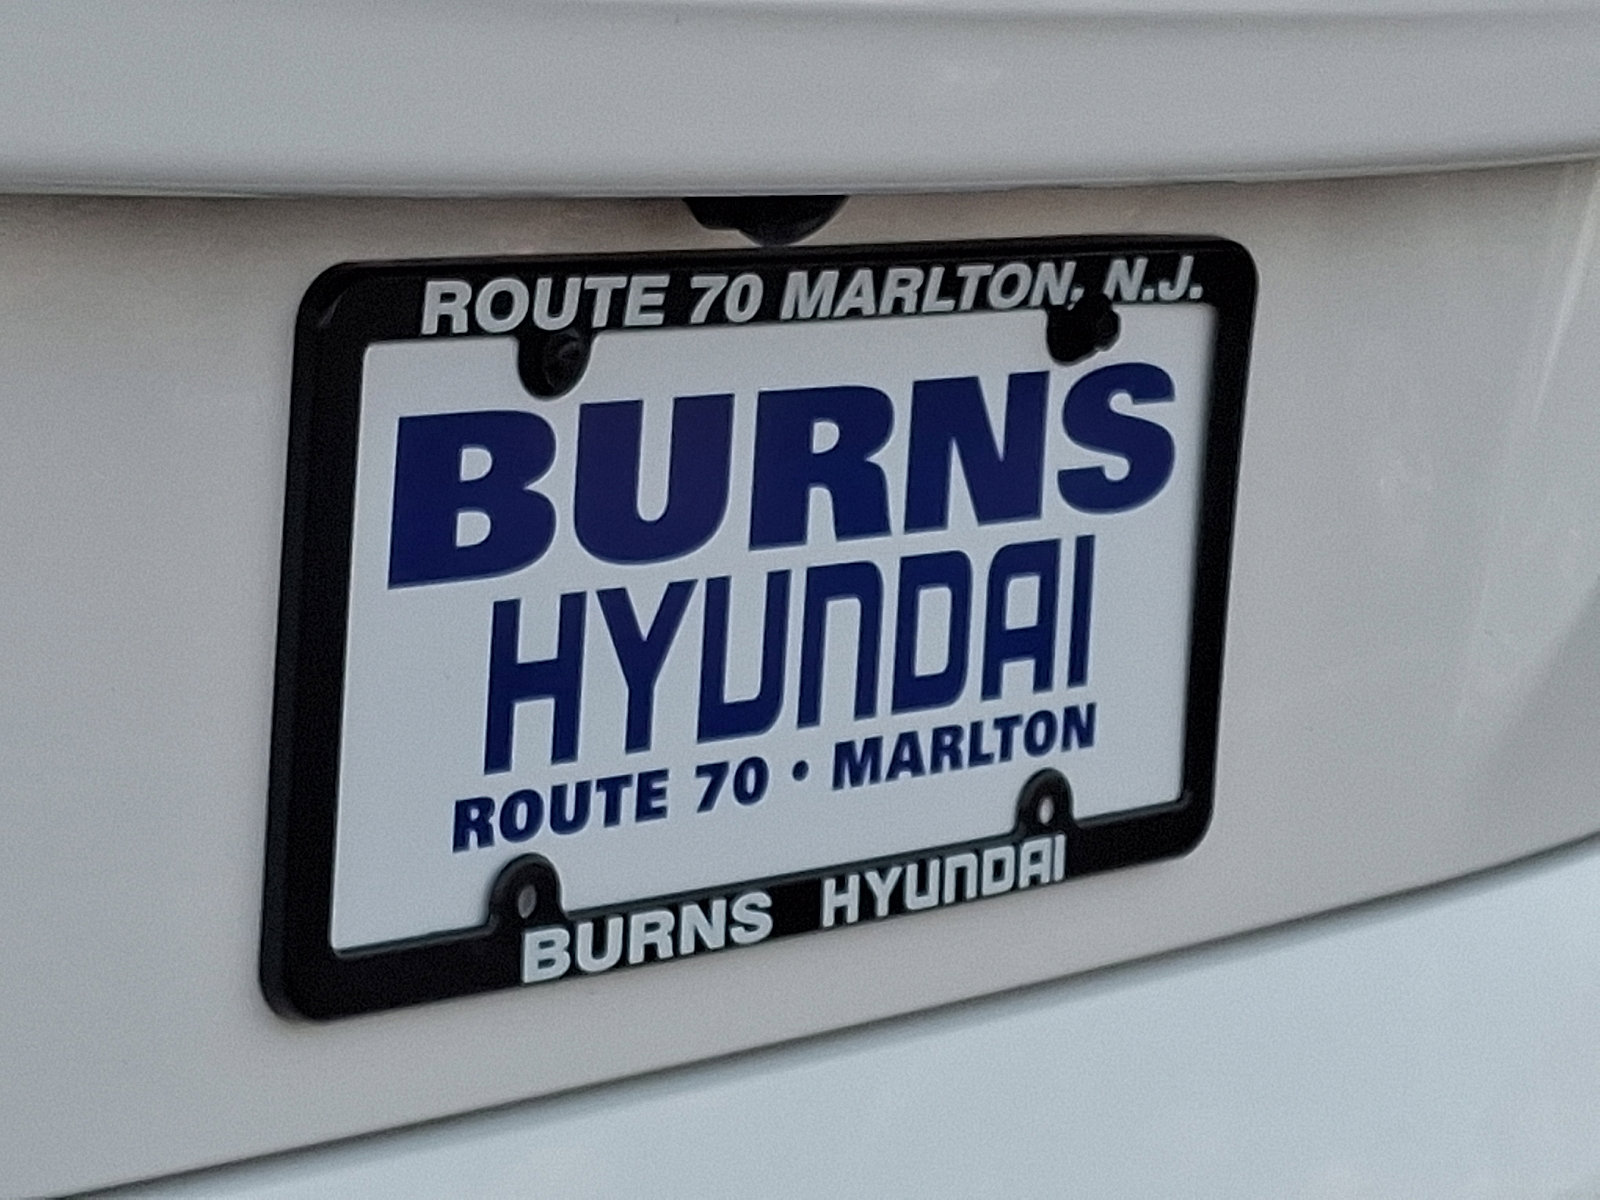 ROUTE 70 MARLTON, N.J.
BURNS
HYUNDAI
ROUTE 70 • MARLTON
BURNS HYUNDAI